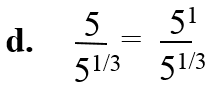 d. 5/5^{1/3} = 5^1/5^{1/3}